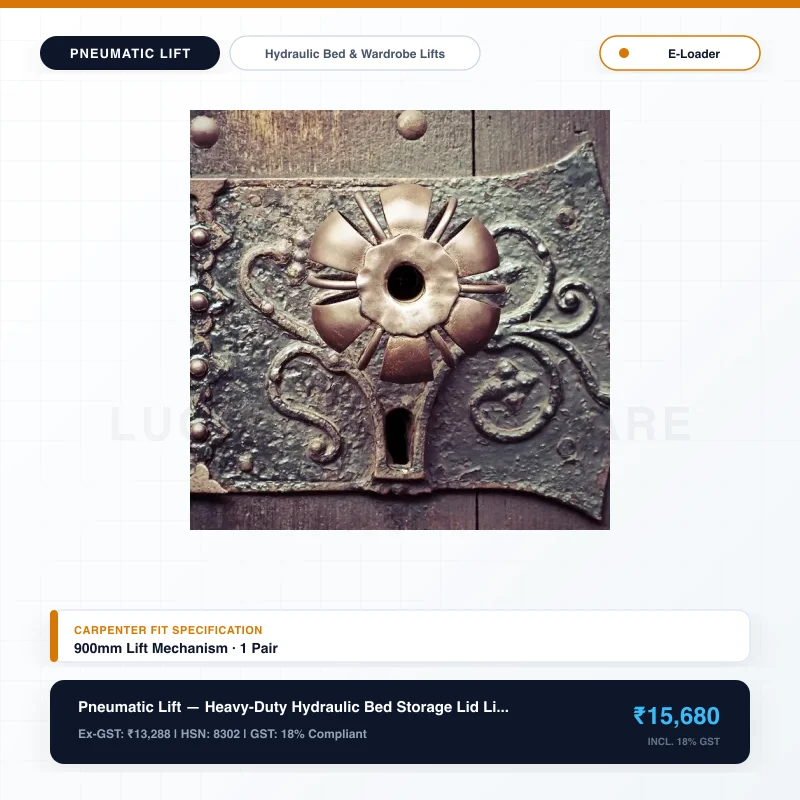 PNEUMATIC LIFT
Hydraulic Bed & Wardrobe Lifts
E-Loader
CARPENTER FIT SPECIFICATION
900mm Lift Mechanism · 1 Pair
Pneumatic Lift — Heavy-Duty Hydraulic Bed Storage Lid Li...
Ex-GST: ₹13,288 | HSN: 8302 | GST: 18% Compliant
₹15,680
INCL. 18% GST